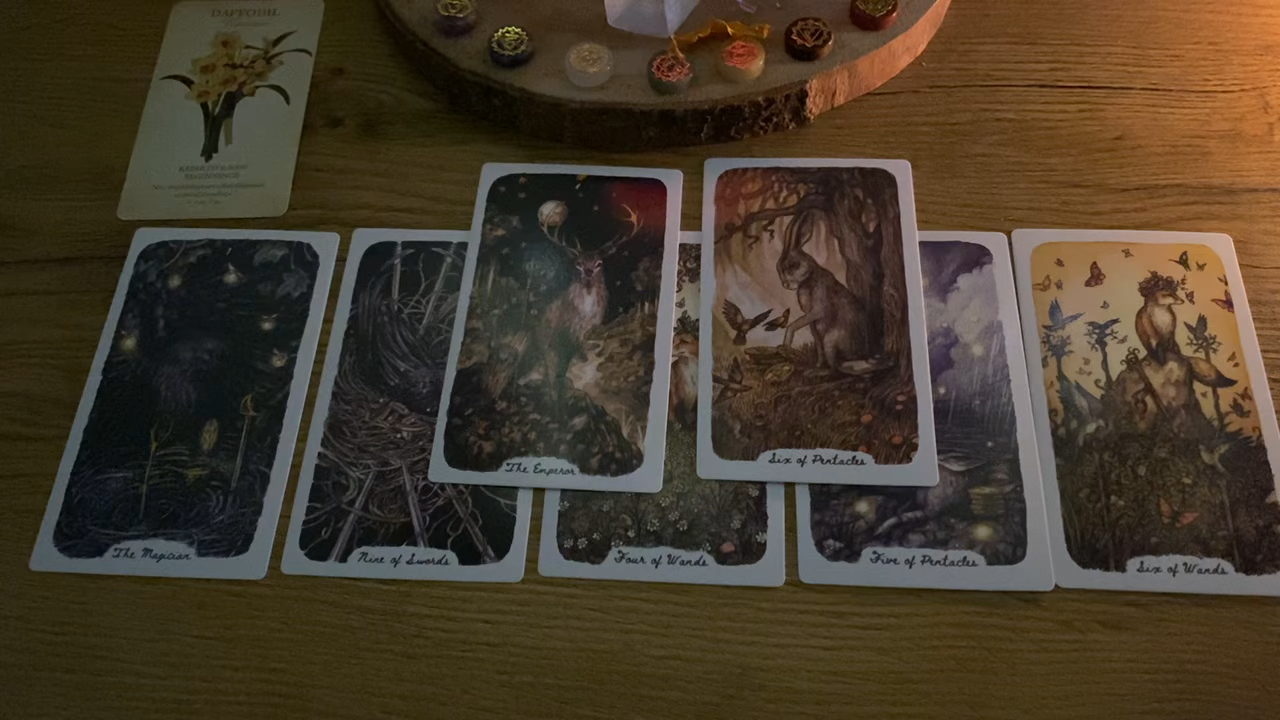 DAFFODIL
The Emperor
Six of Pentacles
The Magician
Nine of Swords
Four of Wands
Five of Pentacles
Six of Wands